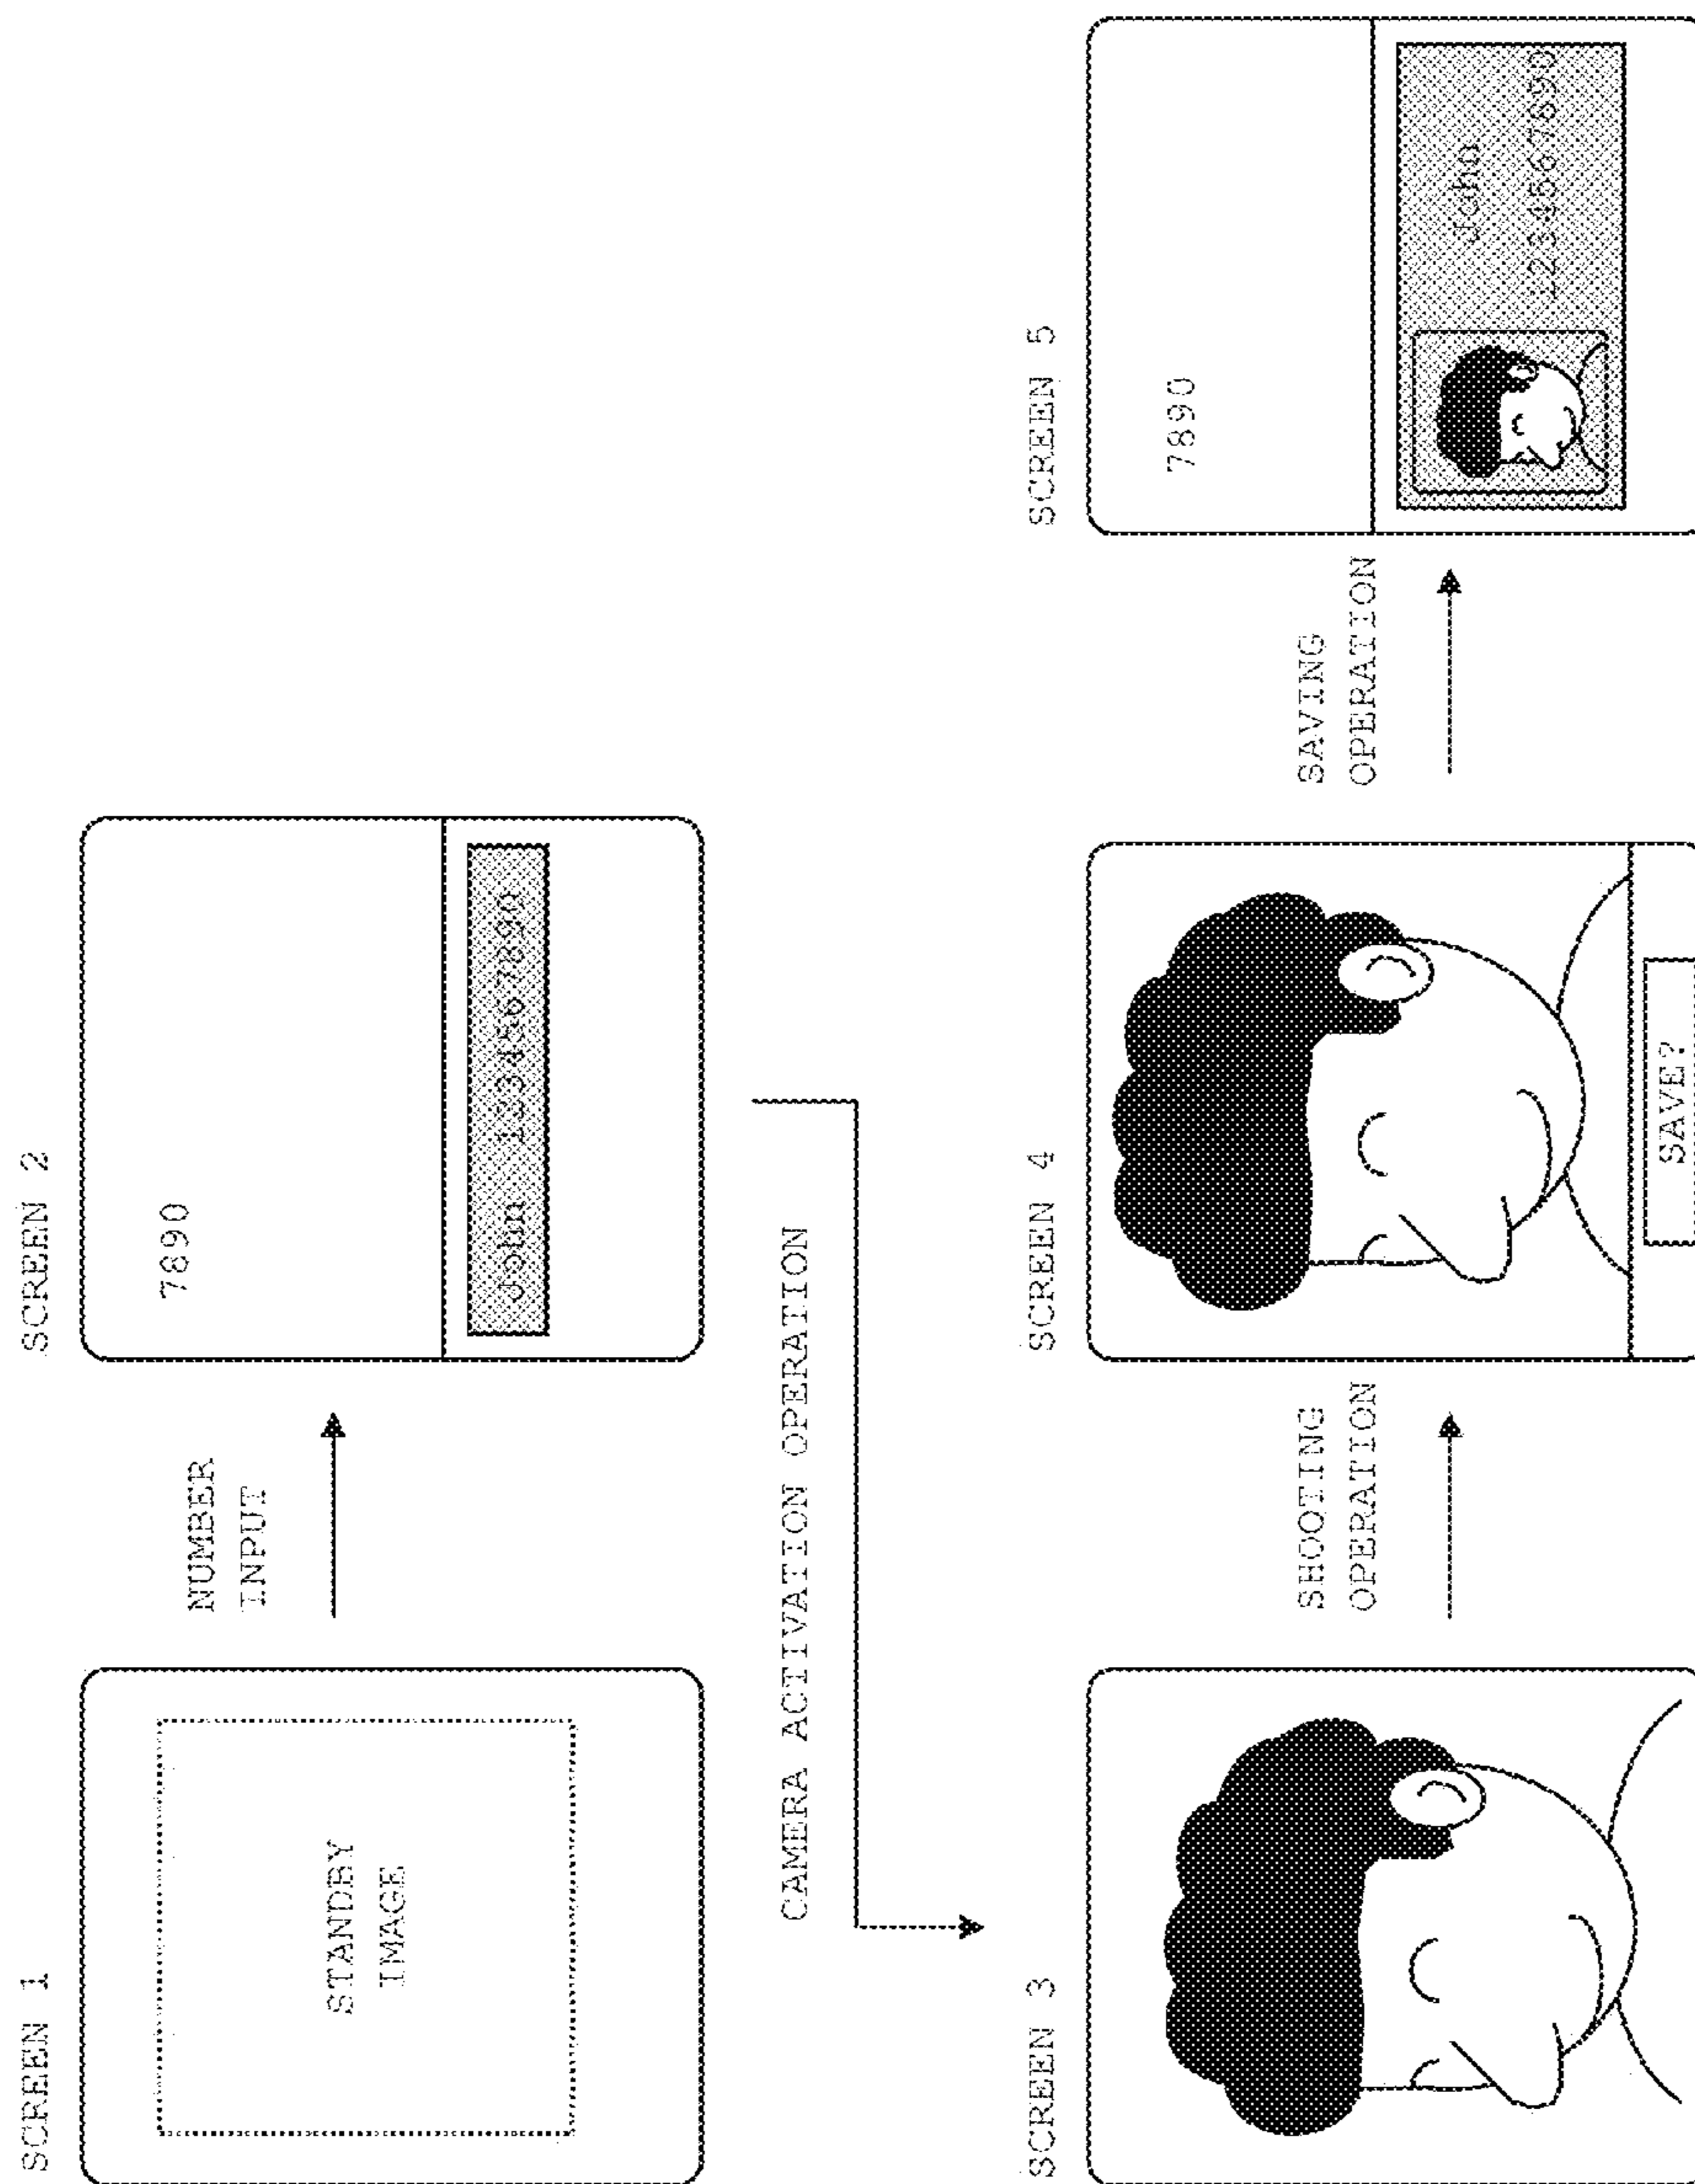 SCREEN 1
STANDBY
IMAGE
NUMBER
INPUT
SCREEN 2
7890
John 1234567890
CAMERA ACTIVATION OPERATION
SCREEN 3
SHOOTING
OPERATION
SCREEN 4
SAVE?
SAVING
OPERATION
SCREEN 5
7890
John
1234567890